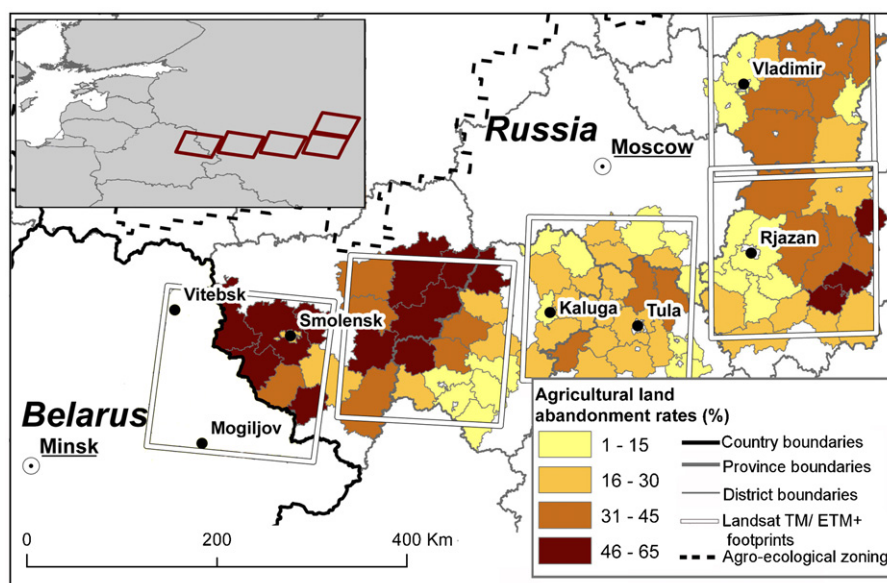 Vladimir
Russia
Moscow
Rjazan
Vitebsk
Smolensk
Kaluga
Tula
Belarus
Mogiljov
Minsk
Agricultural land
abandonment rates (%)
1 - 15
16 - 30
31 - 45
46 - 65
Country boundaries
Province boundaries
District boundaries
Landsat TM/ ETM+
footprints
Agro-ecological zoning
0 200 400 Km